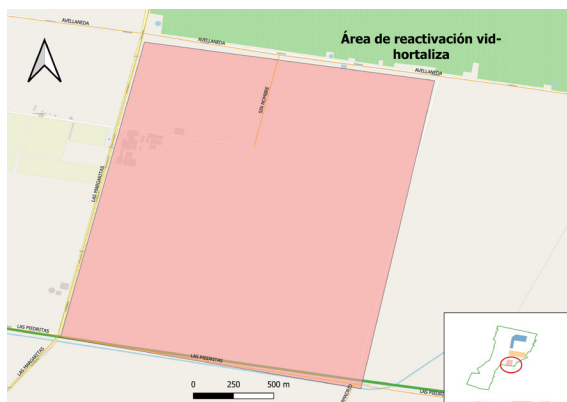 Área de reactivación vid-
hortaliza
AVELLANEDA
AVELLANEDA
AVELLANEDA
SIN NOMBRE
LAS MARGARITAS
LAS MARGARITAS
LAS PIEDRITAS
LAS PIEDRITAS
LAS PIED
0 250 500 m